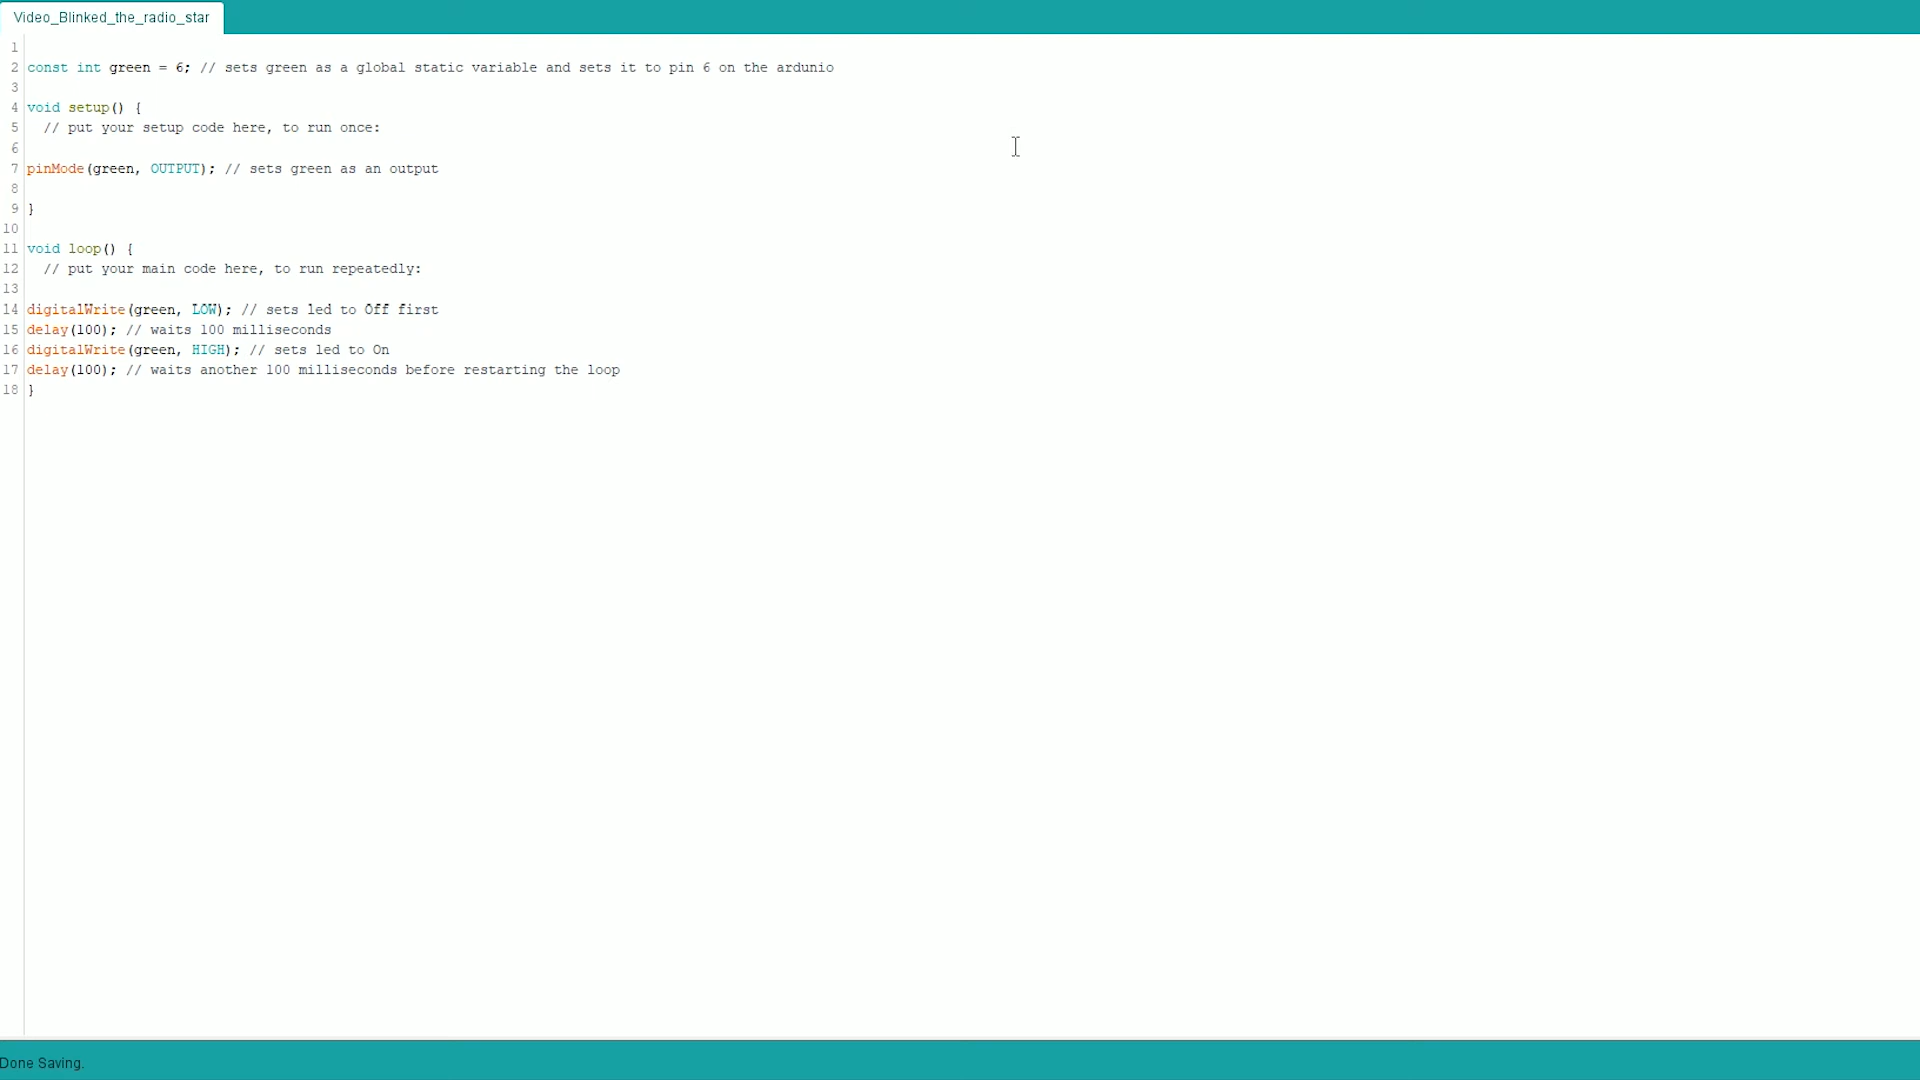 Video_Blinked_the_radio_star
1
2 const int green = 6; // sets green as a global static variable and sets it to pin 6 on the ardunio
3
4 void setup() {
5   // put your setup code here, to run once:
6
7 pinMode(green, OUTPUT); // sets green as an output
8
9 }
10
11 void loop() {
12   // put your main code here, to run repeatedly:
13
14 digitalWrite(green, LOW); // sets led to Off first
15 delay(100); // waits 100 milliseconds
16 digitalWrite(green, HIGH); // sets led to On
17 delay(100); // waits another 100 milliseconds before restarting the loop
18 }
Done Saving.